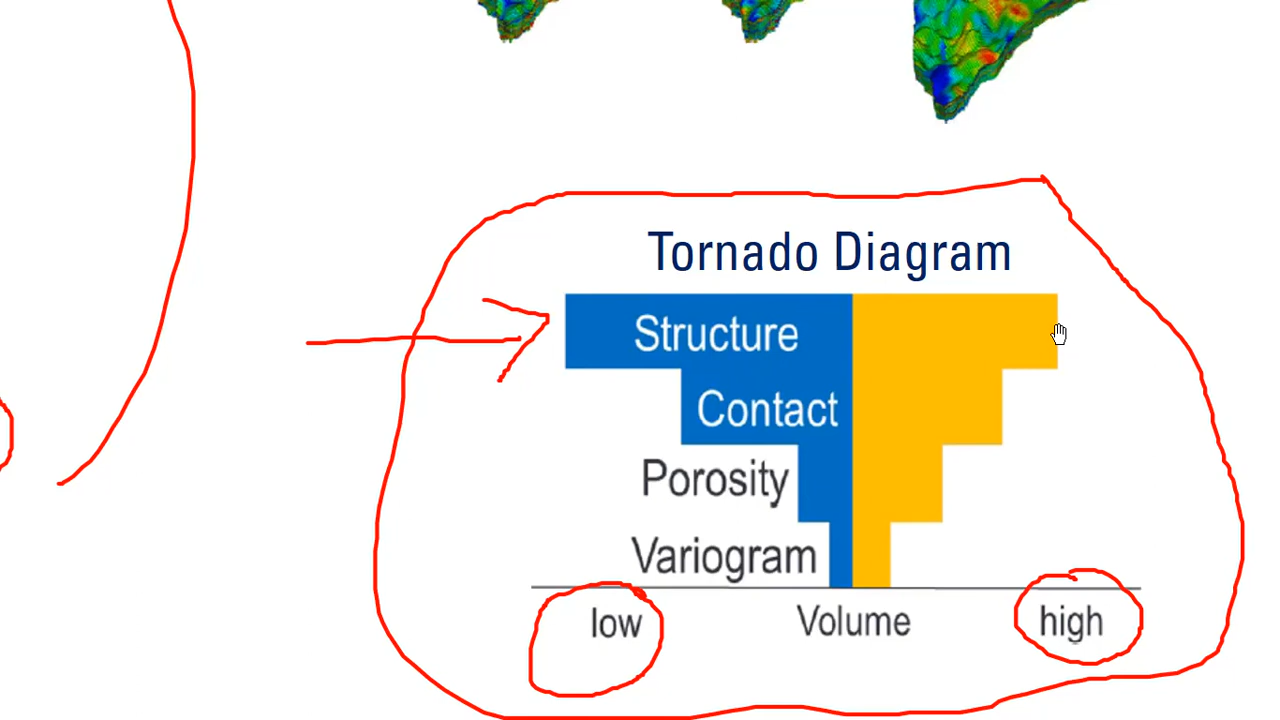 Tornado Diagram
Structure
Contact
Porosity
Variogram
low Volume high